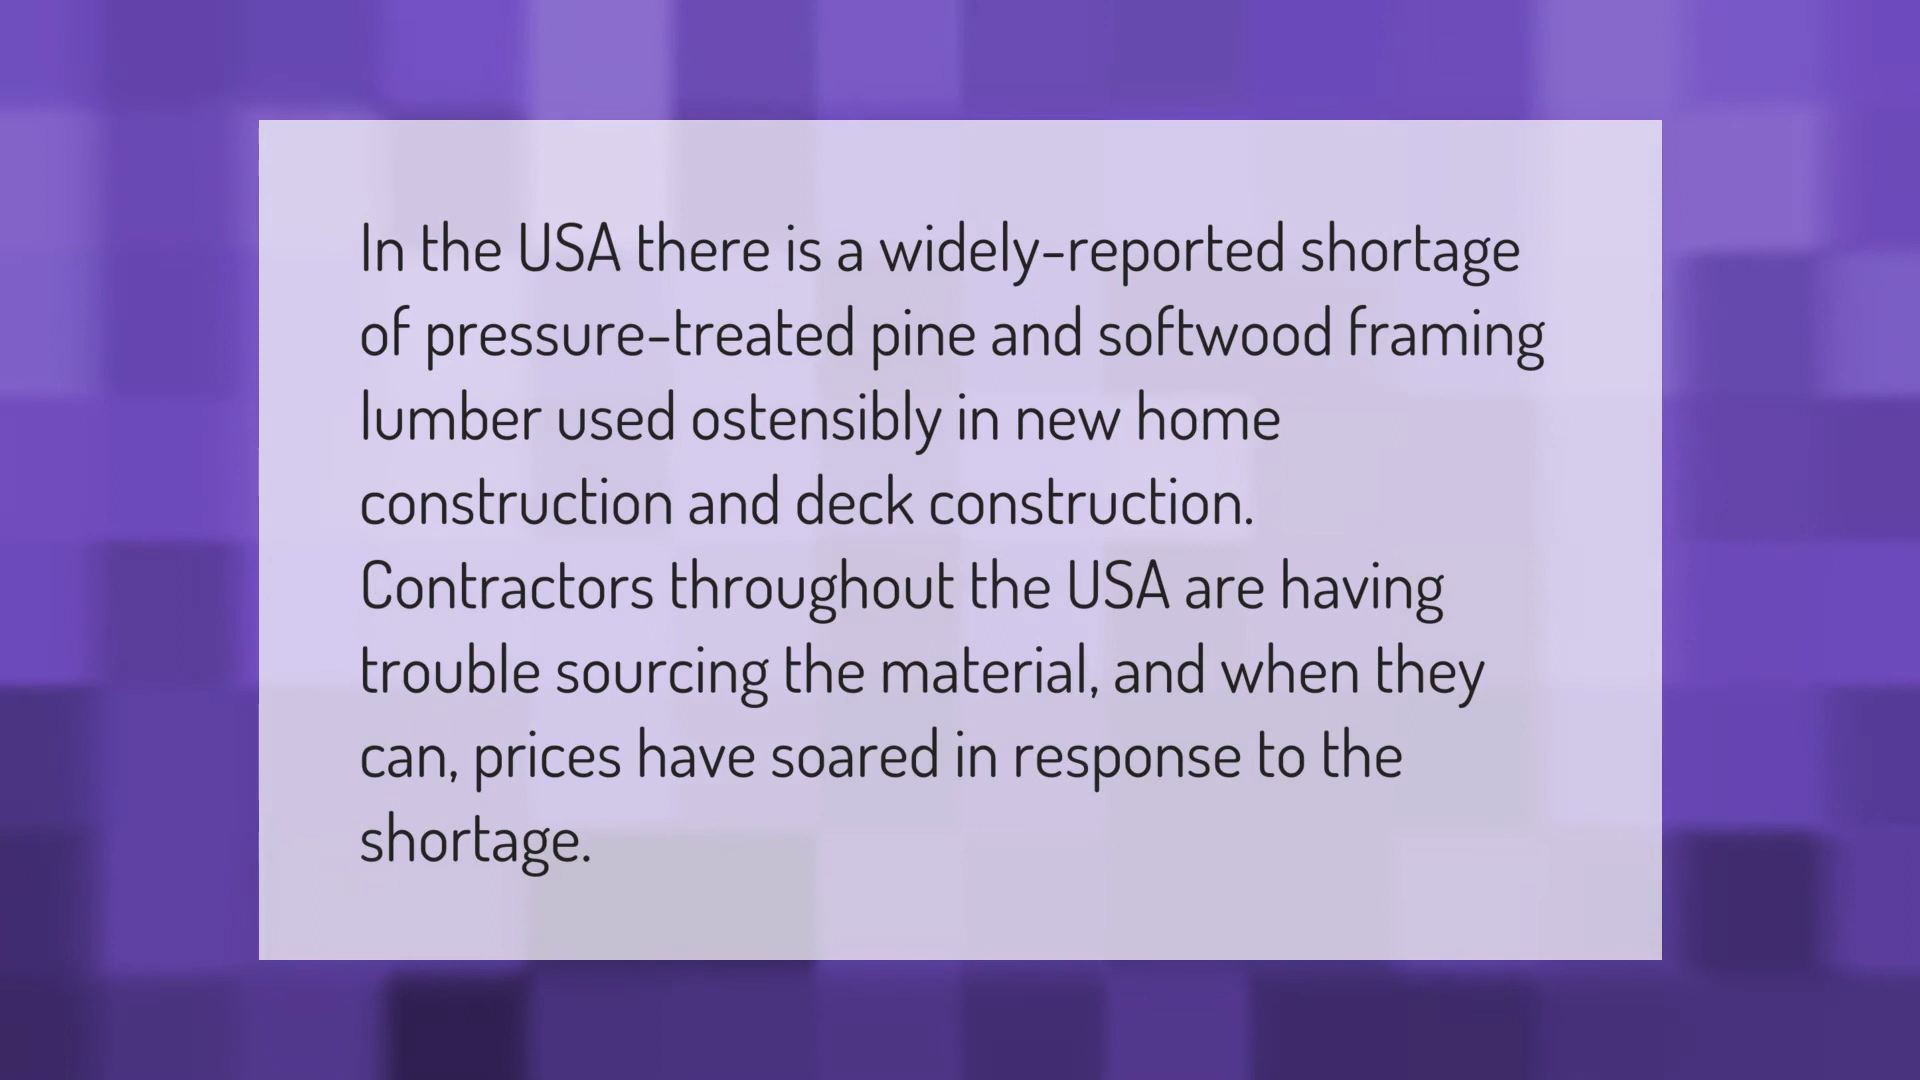 In the USA there is a widely-reported shortage
of pressure-treated pine and softwood framing
lumber used ostensibly in new home
construction and deck construction.
Contractors throughout the USA are having
trouble sourcing the material, and when they
can, prices have soared in response to the
shortage.